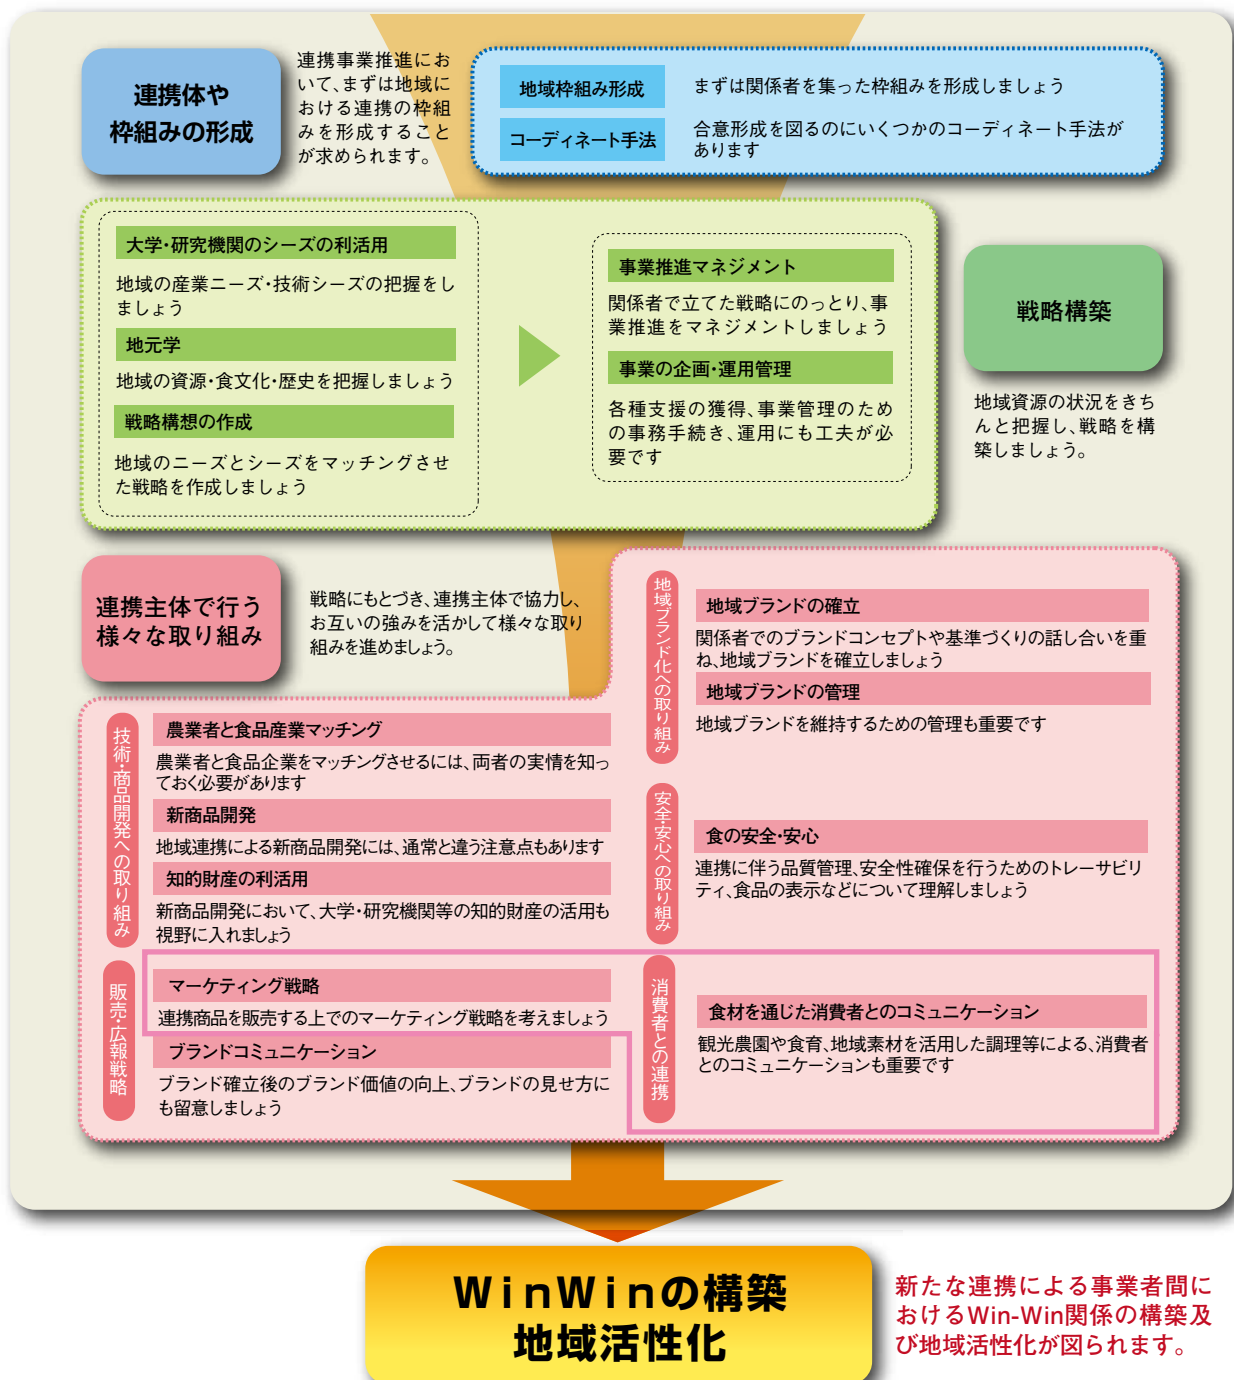 連携体や
枠組みの形成
連携事業推進にお
いて、まずは地域に
おける連携の枠組
みを形成すること
が求められます。
地域枠組み形成
まずは関係者を集った枠組みを形成しましょう
コーディネート手法
合意形成を図るのにいくつかのコーディネート手法が
あります
大学・研究機関のシーズの利活用
地域の産業ニーズ・技術シーズの把握をし
ましょう
地元学
地域の資源・食文化・歴史を把握しましょう
戦略構想の作成
地域のニーズとシーズをマッチングさせ
た戦略を作成しましょう
事業推進マネジメント
関係者で立てた戦略にのっとり、事
業推進をマネジメントしましょう
事業の企画・運用管理
各種支援の獲得、事業管理のため
の事務手続き、運用にも工夫が必
要です
戦略構築
地域資源の状況をきち
んと把握し、戦略を構
築しましょう。
連携主体で行う
様々な取り組み
戦略にもとづき、連携主体で協力し、
お互いの強みを活かして様々な取り
組みを進めましょう。
地域ブランド化への取り組み
地域ブランドの確立
関係者でのブランドコンセプトや基準づくりの話し合いを重
ね、地域ブランドを確立しましょう
地域ブランドの管理
地域ブランドを維持するための管理も重要です
技術・商品開発への取り組み
農業者と食品産業マッチング
農業者と食品企業をマッチングさせるには、両者の実情を知っ
ておく必要があります
新商品開発
地域連携による新商品開発には、通常と違う注意点もあります
知的財産の利活用
新商品開発において、大学・研究機関等の知的財産の活用も
視野に入れましょう
安全・安心への取り組み
食の安全・安心
連携に伴う品質管理、安全性確保を行うためのトレーサビリ
ティ、食品の表示などについて理解しましょう
販売・広報戦略
マーケティング戦略
連携商品を販売する上でのマーケティング戦略を考えましょう
ブランドコミュニケーション
ブランド確立後のブランド価値の向上、ブランドの見せ方に
も留意しましょう
消費者との連携
食材を通じた消費者とのコミュニケーション
観光農園や食育、地域素材を活用した調理等による、消費者
とのコミュニケーションも重要です
WinWinの構築
地域活性化
新たな連携による事業者間に
おけるWin-Win関係の構築及
び地域活性化が図られます。